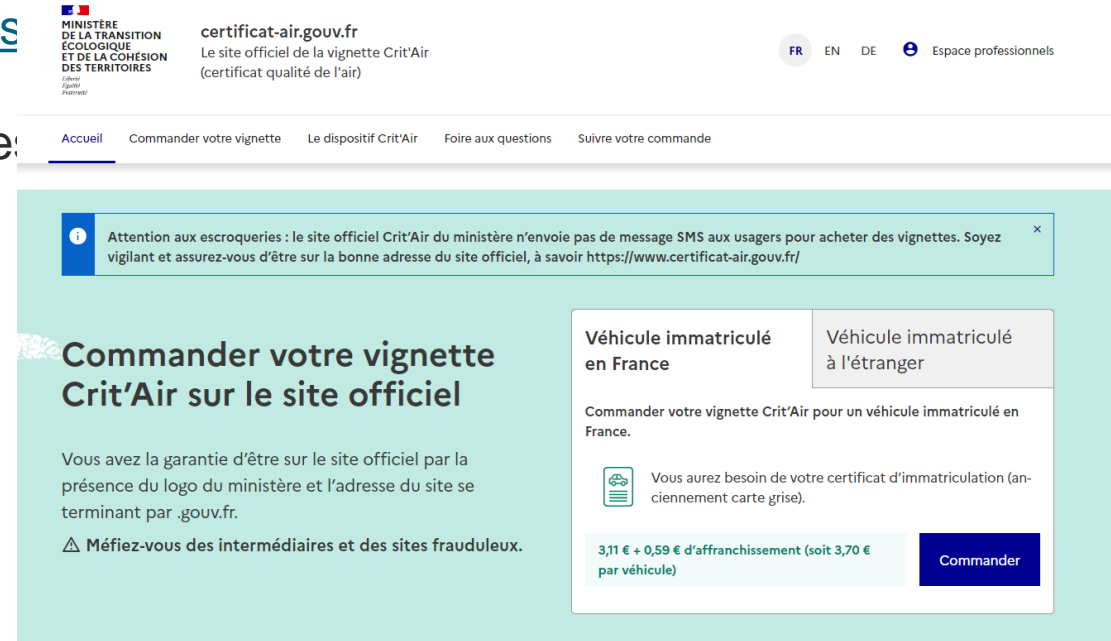 s
es
MINISTÈRE
DE LA TRANSITION
ÉCOLOGIQUE
ET DE LA COHÉSION
DES TERRITOIRES
Liberté
Égalité
Fraternité
certificat-air.gouv.fr
Le site officiel de la vignette Crit'Air
(certificat qualité de l'air)
FR EN DE Espace professionnels
Accueil Commander votre vignette Le dispositif Crit'Air Foire aux questions Suivre votre commande
Attention aux escroqueries : le site officiel Crit'Air du ministère n'envoie pas de message SMS aux usagers pour acheter des vignettes. Soyez
vigilant et assurez-vous d'être sur la bonne adresse du site officiel, à savoir https://www.certificat-air.gouv.fr/
Commander votre vignette
Crit'Air sur le site officiel
Vous avez la garantie d'être sur le site officiel par la
présence du logo du ministère et l'adresse du site se
terminant par .gouv.fr.
⚠ Méfiez-vous des intermédiaires et des sites frauduleux.
Véhicule immatriculé
en France
Véhicule immatriculé
à l'étranger
Commander votre vignette Crit'Air pour un véhicule immatriculé en
France.
Vous aurez besoin de votre certificat d'immatriculation (an-
ciennement carte grise).
3,11 € + 0,59 € d'affranchissement (soit 3,70 €
par véhicule)
Commander